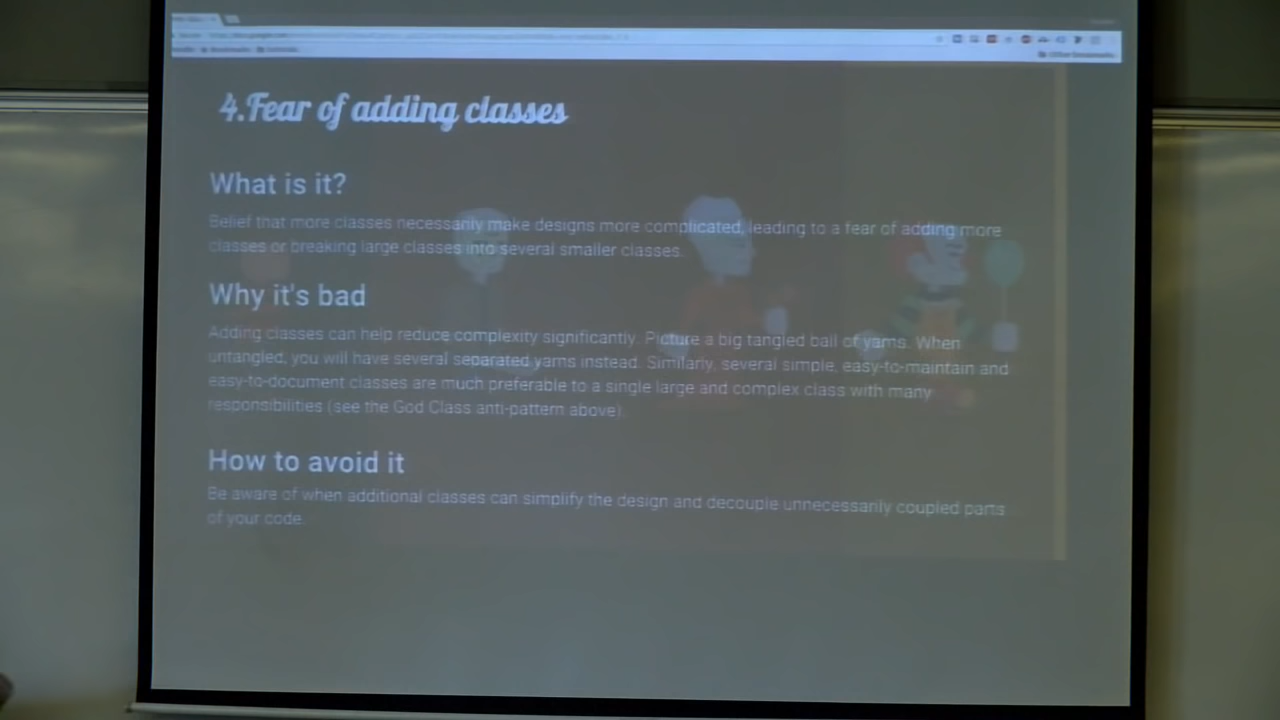 4.Fear of adding classes
What is it?
Belief that more classes necessarily make designs more complicated, leading to a fear of adding more
classes or breaking large classes into several smaller classes.
Why it's bad
Adding classes can help reduce complexity significantly. Picture a big tangled ball of yarns. When
untangled, you will have several separated yarns instead. Similarly, several simple, easy-to-maintain and
easy-to-document classes are much preferable to a single large and complex class with many
responsibilities (see the God Class anti-pattern above).
How to avoid it
Be aware of when additional classes can simplify the design and decouple unnecessarily coupled parts
of your code.